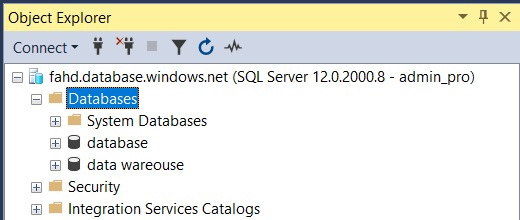 Object Explorer
Connect
fahd.database.windows.net (SQL Server 12.0.2000.8 - admin_pro)
Databases
System Databases
database
data wareouse
Security
Integration Services Catalogs